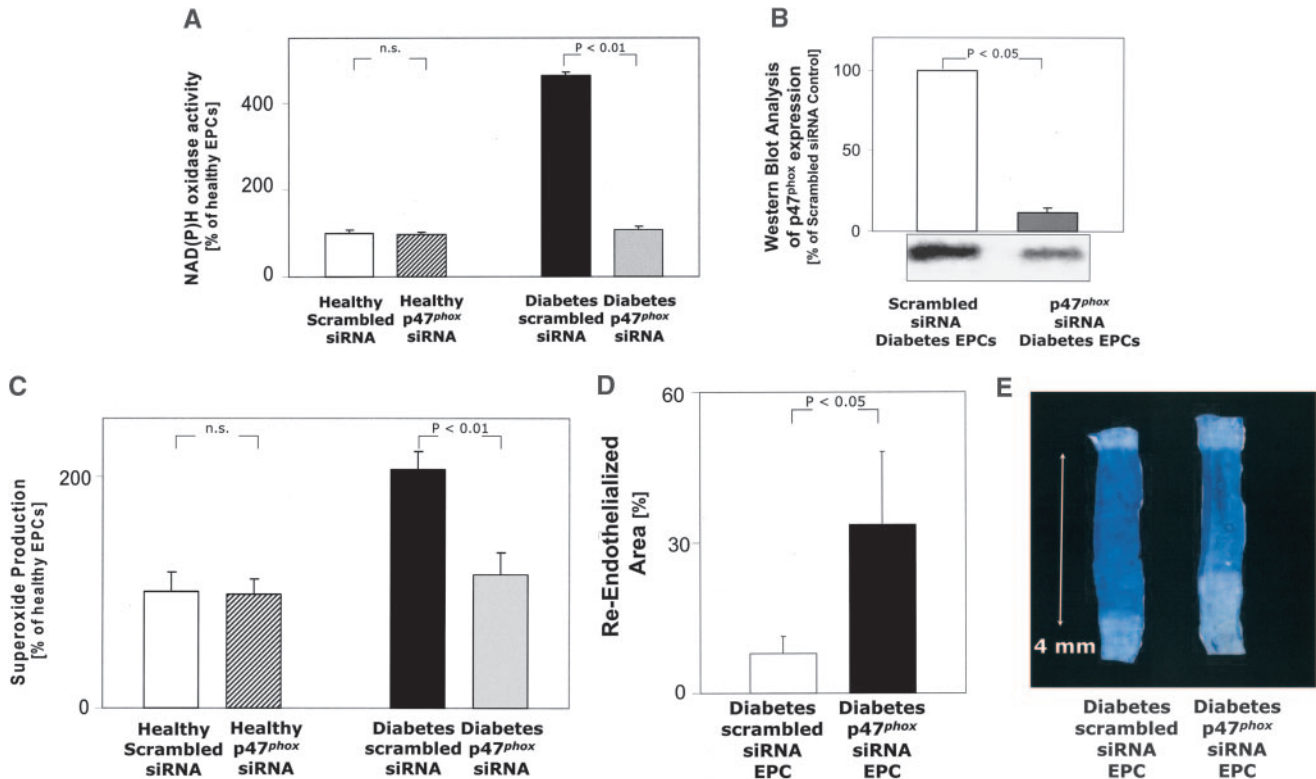 A
NAD(P)H oxidase activity
[% of healthy EPCs]
400
200
0
n.s.
P < 0.01
Healthy
Scrambled
siRNA
Healthy
p47phox
siRNA
Diabetes
scrambled
siRNA
Diabetes
p47phox
siRNA
B
Western Blot Analysis
of p47phox expression
[% of Scrambled siRNA Control]
100
50
0
P < 0.05
Scrambled
siRNA
Diabetes EPCs
p47phox
siRNA
Diabetes EPCs
C
Superoxide Production
[% of healthy EPCs]
200
0
n.s.
P < 0.01
Healthy
Scrambled
siRNA
Healthy
p47phox
siRNA
Diabetes
scrambled
siRNA
Diabetes
p47phox
siRNA
D
Re-Endothelialized
Area [%]
60
30
0
P < 0.05
Diabetes
scrambled
siRNA
EPC
Diabetes
p47phox
siRNA
EPC
E
4 mm
Diabetes
scrambled
siRNA
EPC
Diabetes
p47phox
siRNA
EPC